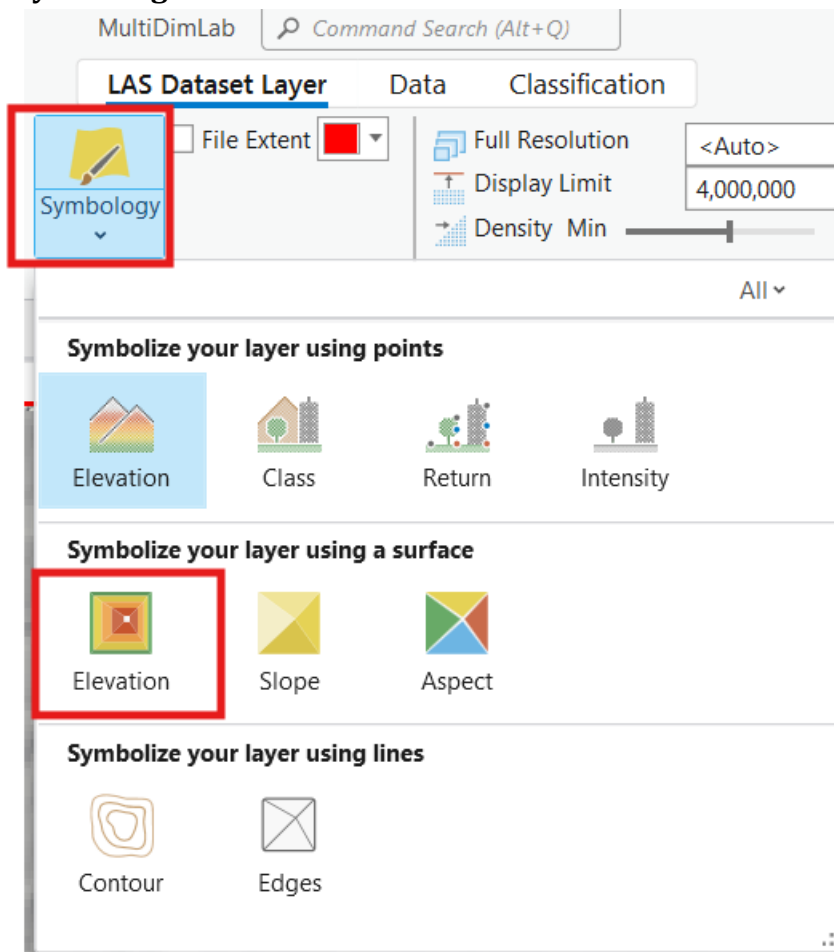 MultiDimLab Command Search (Alt+Q)
LAS Dataset Layer Data Classification
File Extent Full Resolution <Auto>
Symbology Display Limit 4,000,000
Density Min
All
Symbolize your layer using points
Elevation Class Return Intensity
Symbolize your layer using a surface
Elevation Slope Aspect
Symbolize your layer using lines
Contour Edges